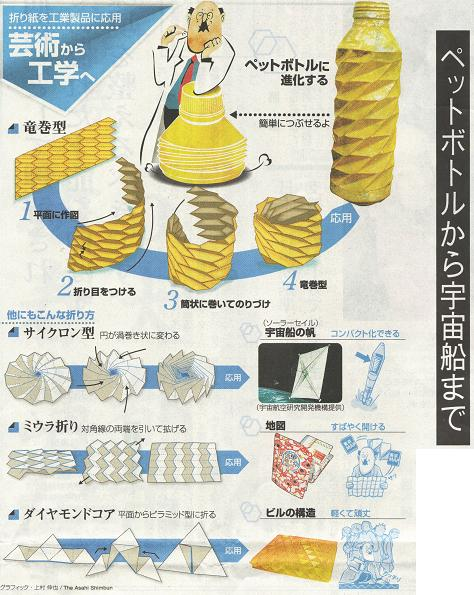 折り紙を工業製品に応用
芸術から
工学へ
ペットボトルに
進化する
簡単につぶせるよ
ペットボトルから宇宙船まで
竜巻型
1 平面に作図
2 折り目をつける
3 筒状に巻いてのりづけ
4 竜巻型
応用
他にもこんな折り方
サイクロン型 円が渦巻き状に変わる
応用
(ソーラーセイル)
宇宙船の帆 コンパクト化できる
(宇宙航空研究開発機構提供)
ミウラ折り 対角線の両端を引いて拡げる
応用
地図 すばやく開ける
ダイヤモンドコア 平面からピラミッド型に折る
応用
ビルの構造 軽くて頑丈
グラフィック・上村 伸也/The Asahi Shimbun